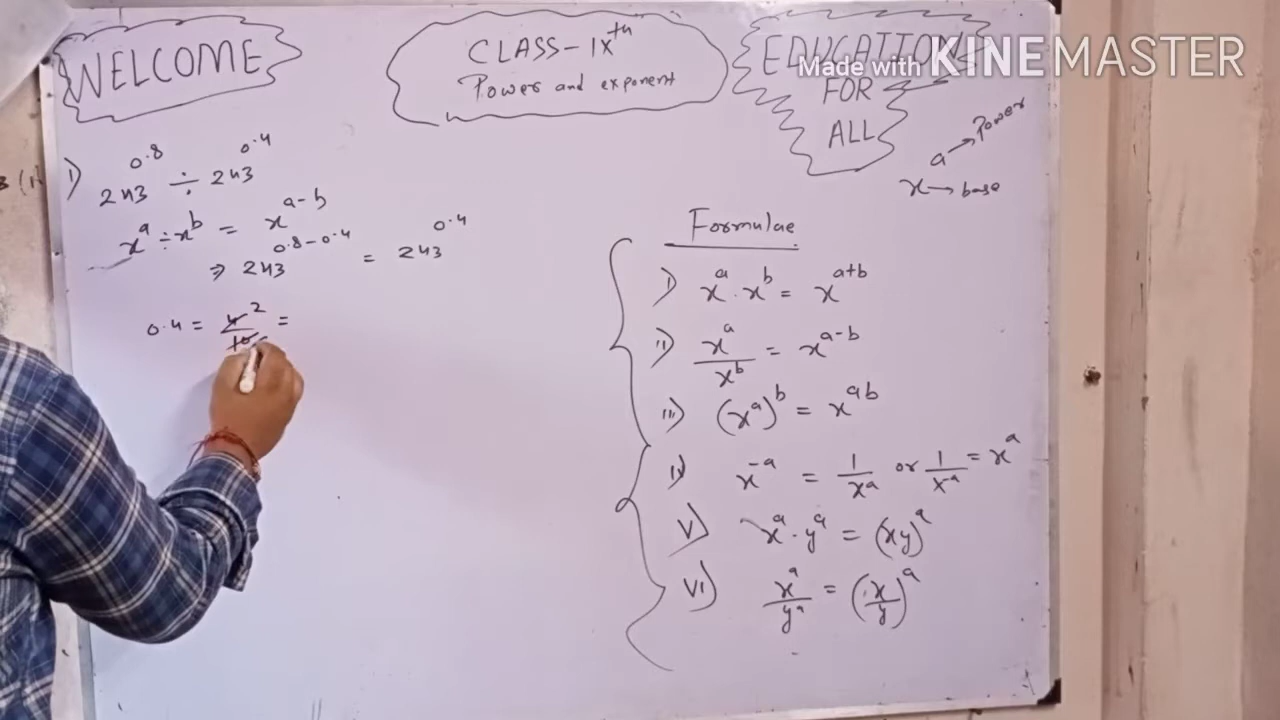 WELCOME
CLASS-IXth
Power and exponent
EDUCATION
FOR
ALL
Made with KINEMASTER
a → Power
x → base
1) 243^0.8 ÷ 243^0.4
x^a ÷ x^b = x^a-b
⇒ 243^0.8-0.4 = 243^0.4
0.4 = 4/10 2 =
Formulae
I) x^a · x^b = x^a+b
II) x^a/x^b = x^a-b
III) (x^a)^b = x^ab
IV) x^-a = 1/x^a or 1/x^-a = x^a
V) x^a · y^a = (xy)^a
VI) x^a/y^a = (x/y)^a